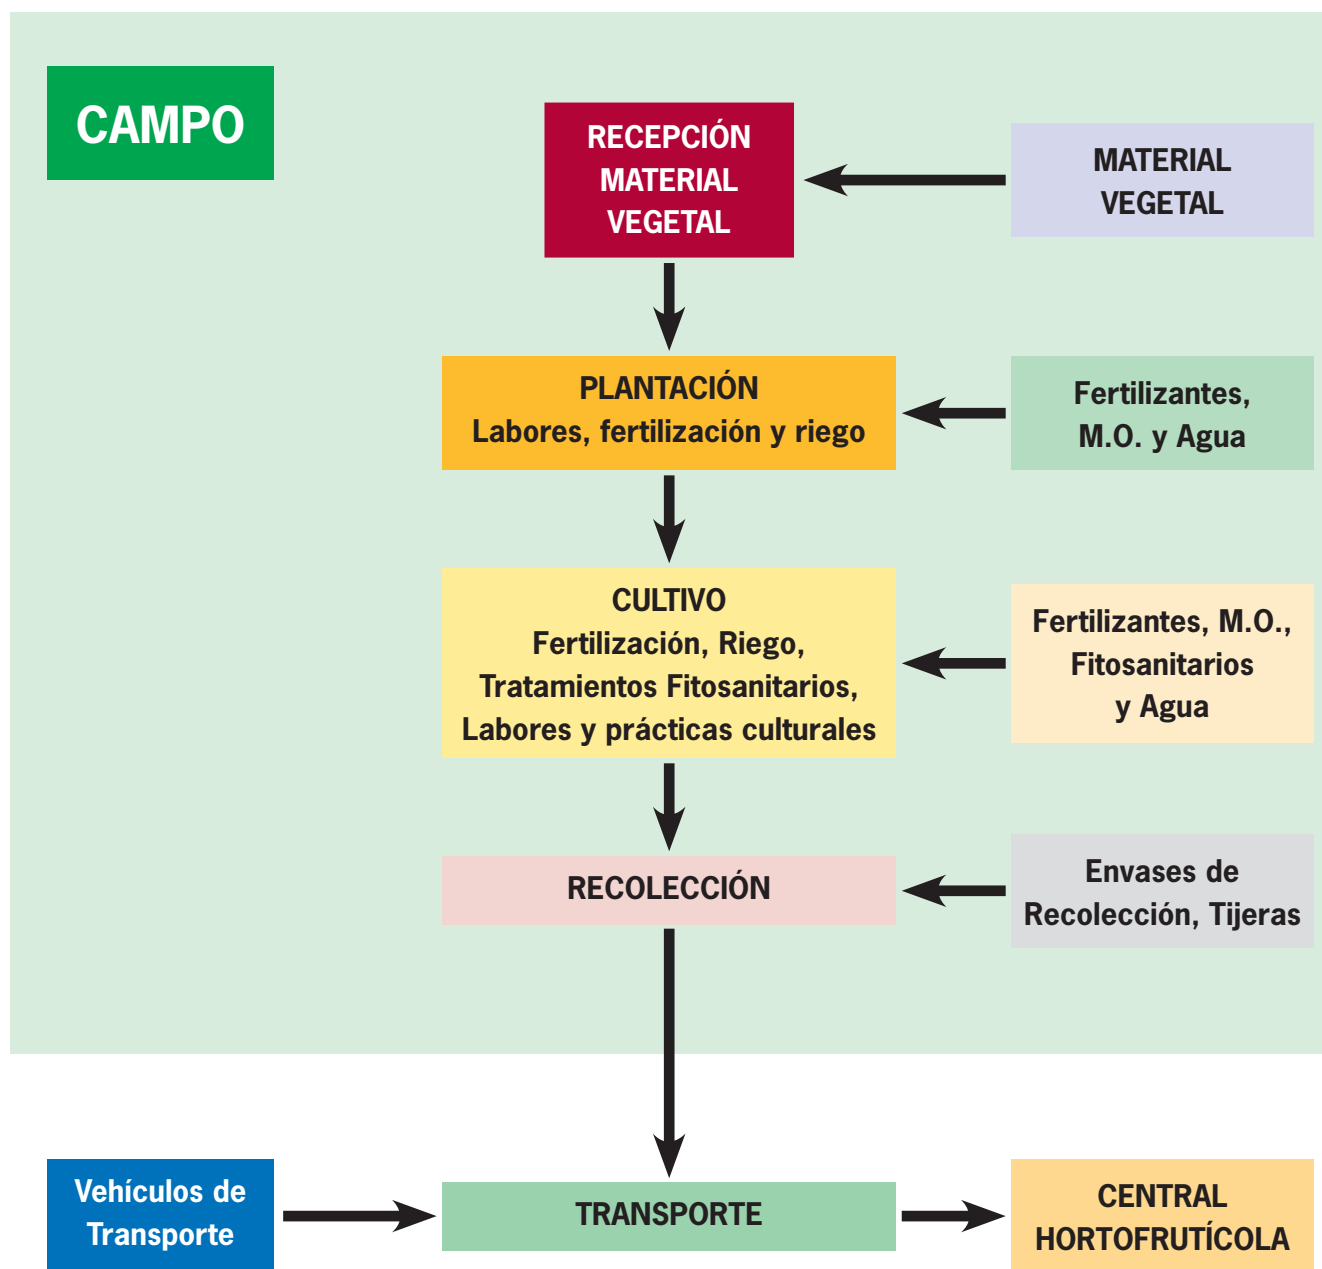 CAMPO
RECEPCIÓN
MATERIAL
VEGETAL
MATERIAL
VEGETAL
PLANTACIÓN
Labores, fertilización y riego
Fertilizantes,
M.O. y Agua
CULTIVO
Fertilización, Riego,
Tratamientos Fitosanitarios,
Labores y prácticas culturales
Fertilizantes, M.O.,
Fitosanitarios
y Agua
RECOLECCIÓN
Envases de
Recolección, Tijeras
Vehículos de
Transporte
TRANSPORTE
CENTRAL
HORTOFRUTÍCOLA